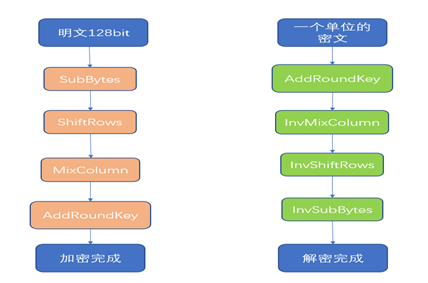 明文128bit
SubBytes
ShiftRows
MixColumn
AddRoundKey
加密完成
一个单位的
密文
AddRoundKey
InvMixColumn
InvShiftRows
InvSubBytes
解密完成